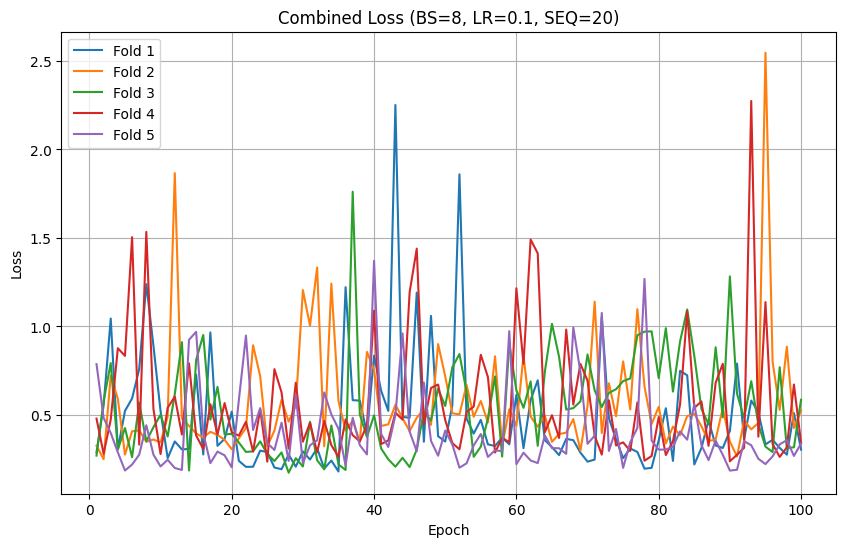 Combined Loss (BS=8, LR=0.1, SEQ=20)
Fold 1
Fold 2
Fold 3
Fold 4
Fold 5
2.5
2.0
1.5
1.0
0.5
Loss
0 20 40 60 80 100
Epoch